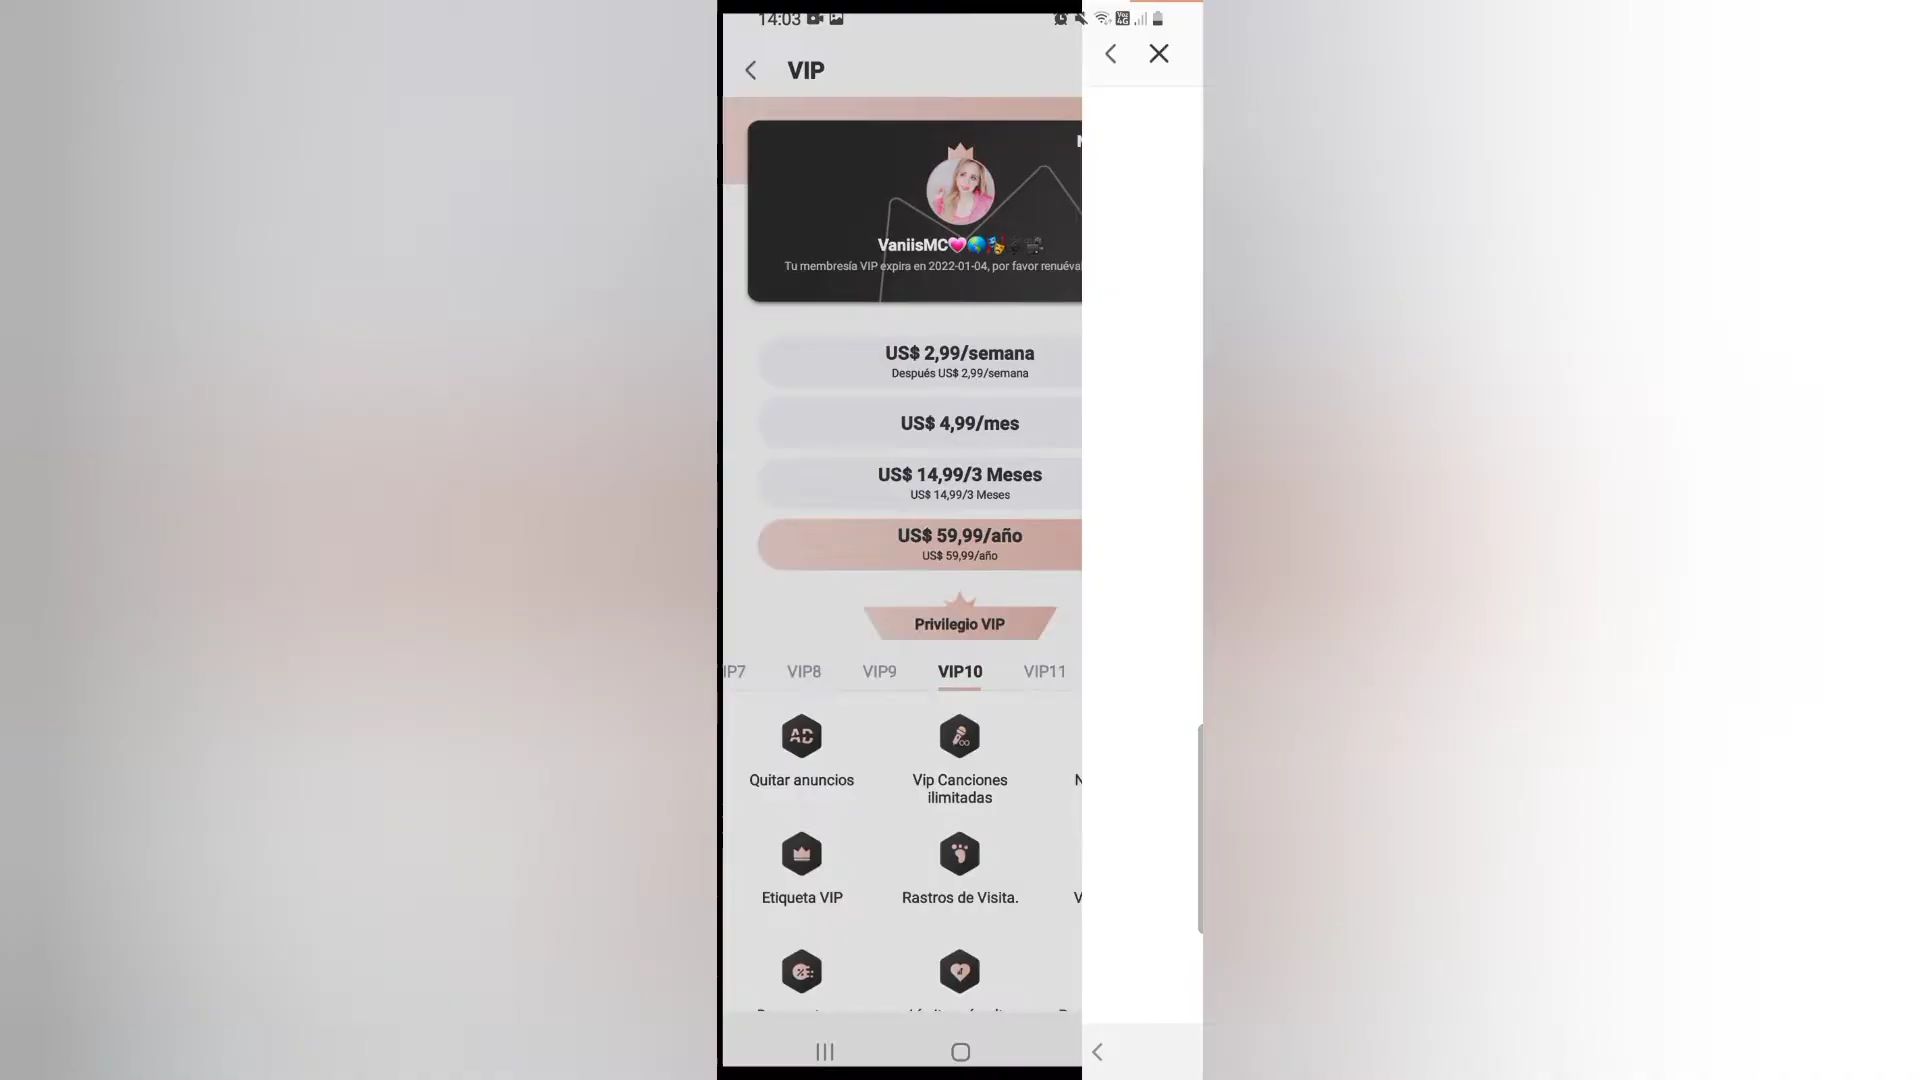 14:03
VIP
VaniisMC
Tu membresía VIP expira en 2022-01-04, por favor renuéva
US$ 2,99/semana
Después US$ 2,99/semana
US$ 4,99/mes
US$ 14,99/3 Meses
US$ 14,99/3 Meses
US$ 59,99/año
US$ 59,99/año
Privilegio VIP
IP7 VIP8 VIP9 VIP10 VIP11
Quitar anuncios
Vip Canciones
ilimitadas
Etiqueta VIP
Rastros de Visita.